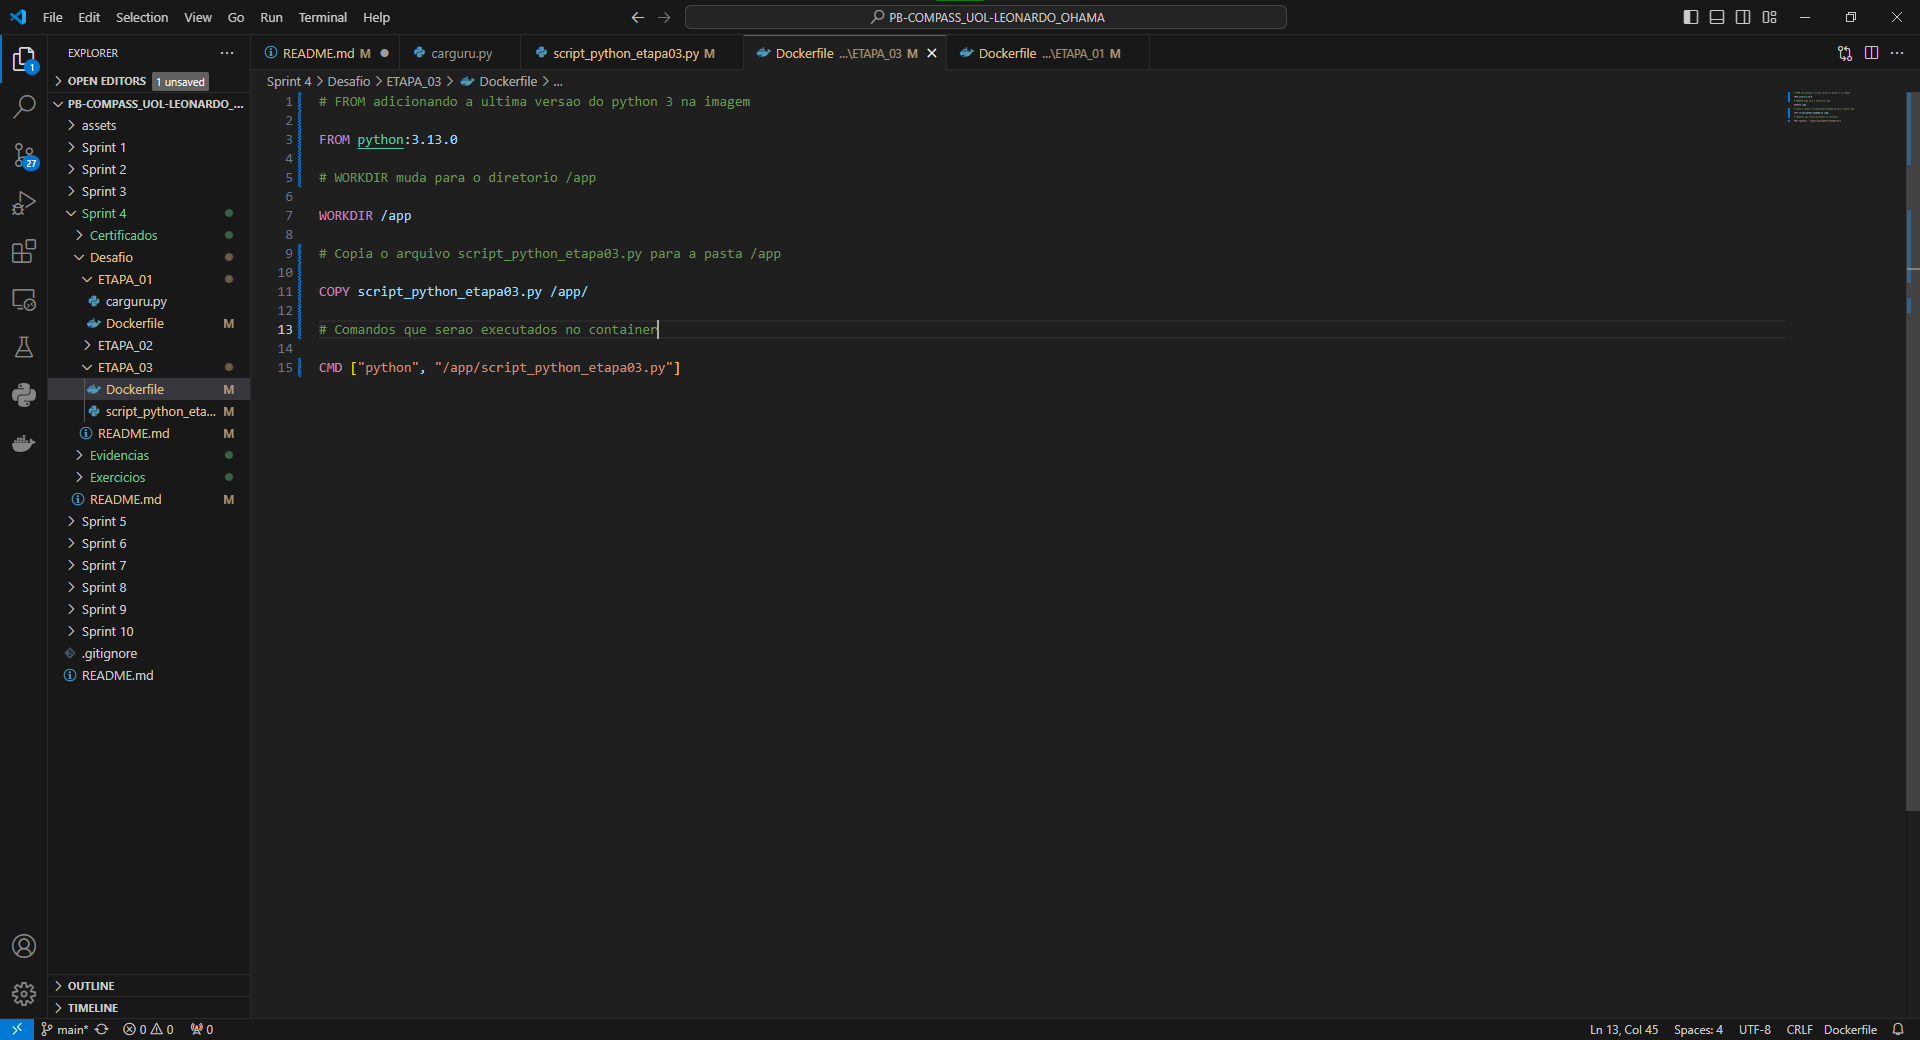 File Edit Selection View Go Run Terminal Help
PB-COMPASS_UOL-LEONARDO_OHAMA
EXPLORER
OPEN EDITORS 1 unsaved
PB-COMPASS_UOL-LEONARDO_...
assets
Sprint 1
Sprint 2
Sprint 3
Sprint 4
Certificados
Desafio
ETAPA_01
carguru.py
Dockerfile M
ETAPA_02
ETAPA_03
Dockerfile M
script_python_eta... M
README.md M
Evidencias
Exercicios
README.md M
Sprint 5
Sprint 6
Sprint 7
Sprint 8
Sprint 9
Sprint 10
.gitignore
README.md
OUTLINE
TIMELINE
1
27
README.md M
carguru.py
script_python_etapa03.py M
Dockerfile ...\ETAPA_03 M
Dockerfile ...\ETAPA_01 M
Sprint 4 > Desafio > ETAPA_03 > Dockerfile > ...
1 # FROM adicionando a ultima versao do python 3 na imagem
2
3 FROM python:3.13.0
4
5 # WORKDIR muda para o diretorio /app
6
7 WORKDIR /app
8
9 # Copia o arquivo script_python_etapa03.py para a pasta /app
10
11 COPY script_python_etapa03.py /app/
12
13 # Comandos que serao executados no container
14
15 CMD ["python", "/app/script_python_etapa03.py"]
main* 0 0 0
Ln 13, Col 45 Spaces: 4 UTF-8 CRLF Dockerfile